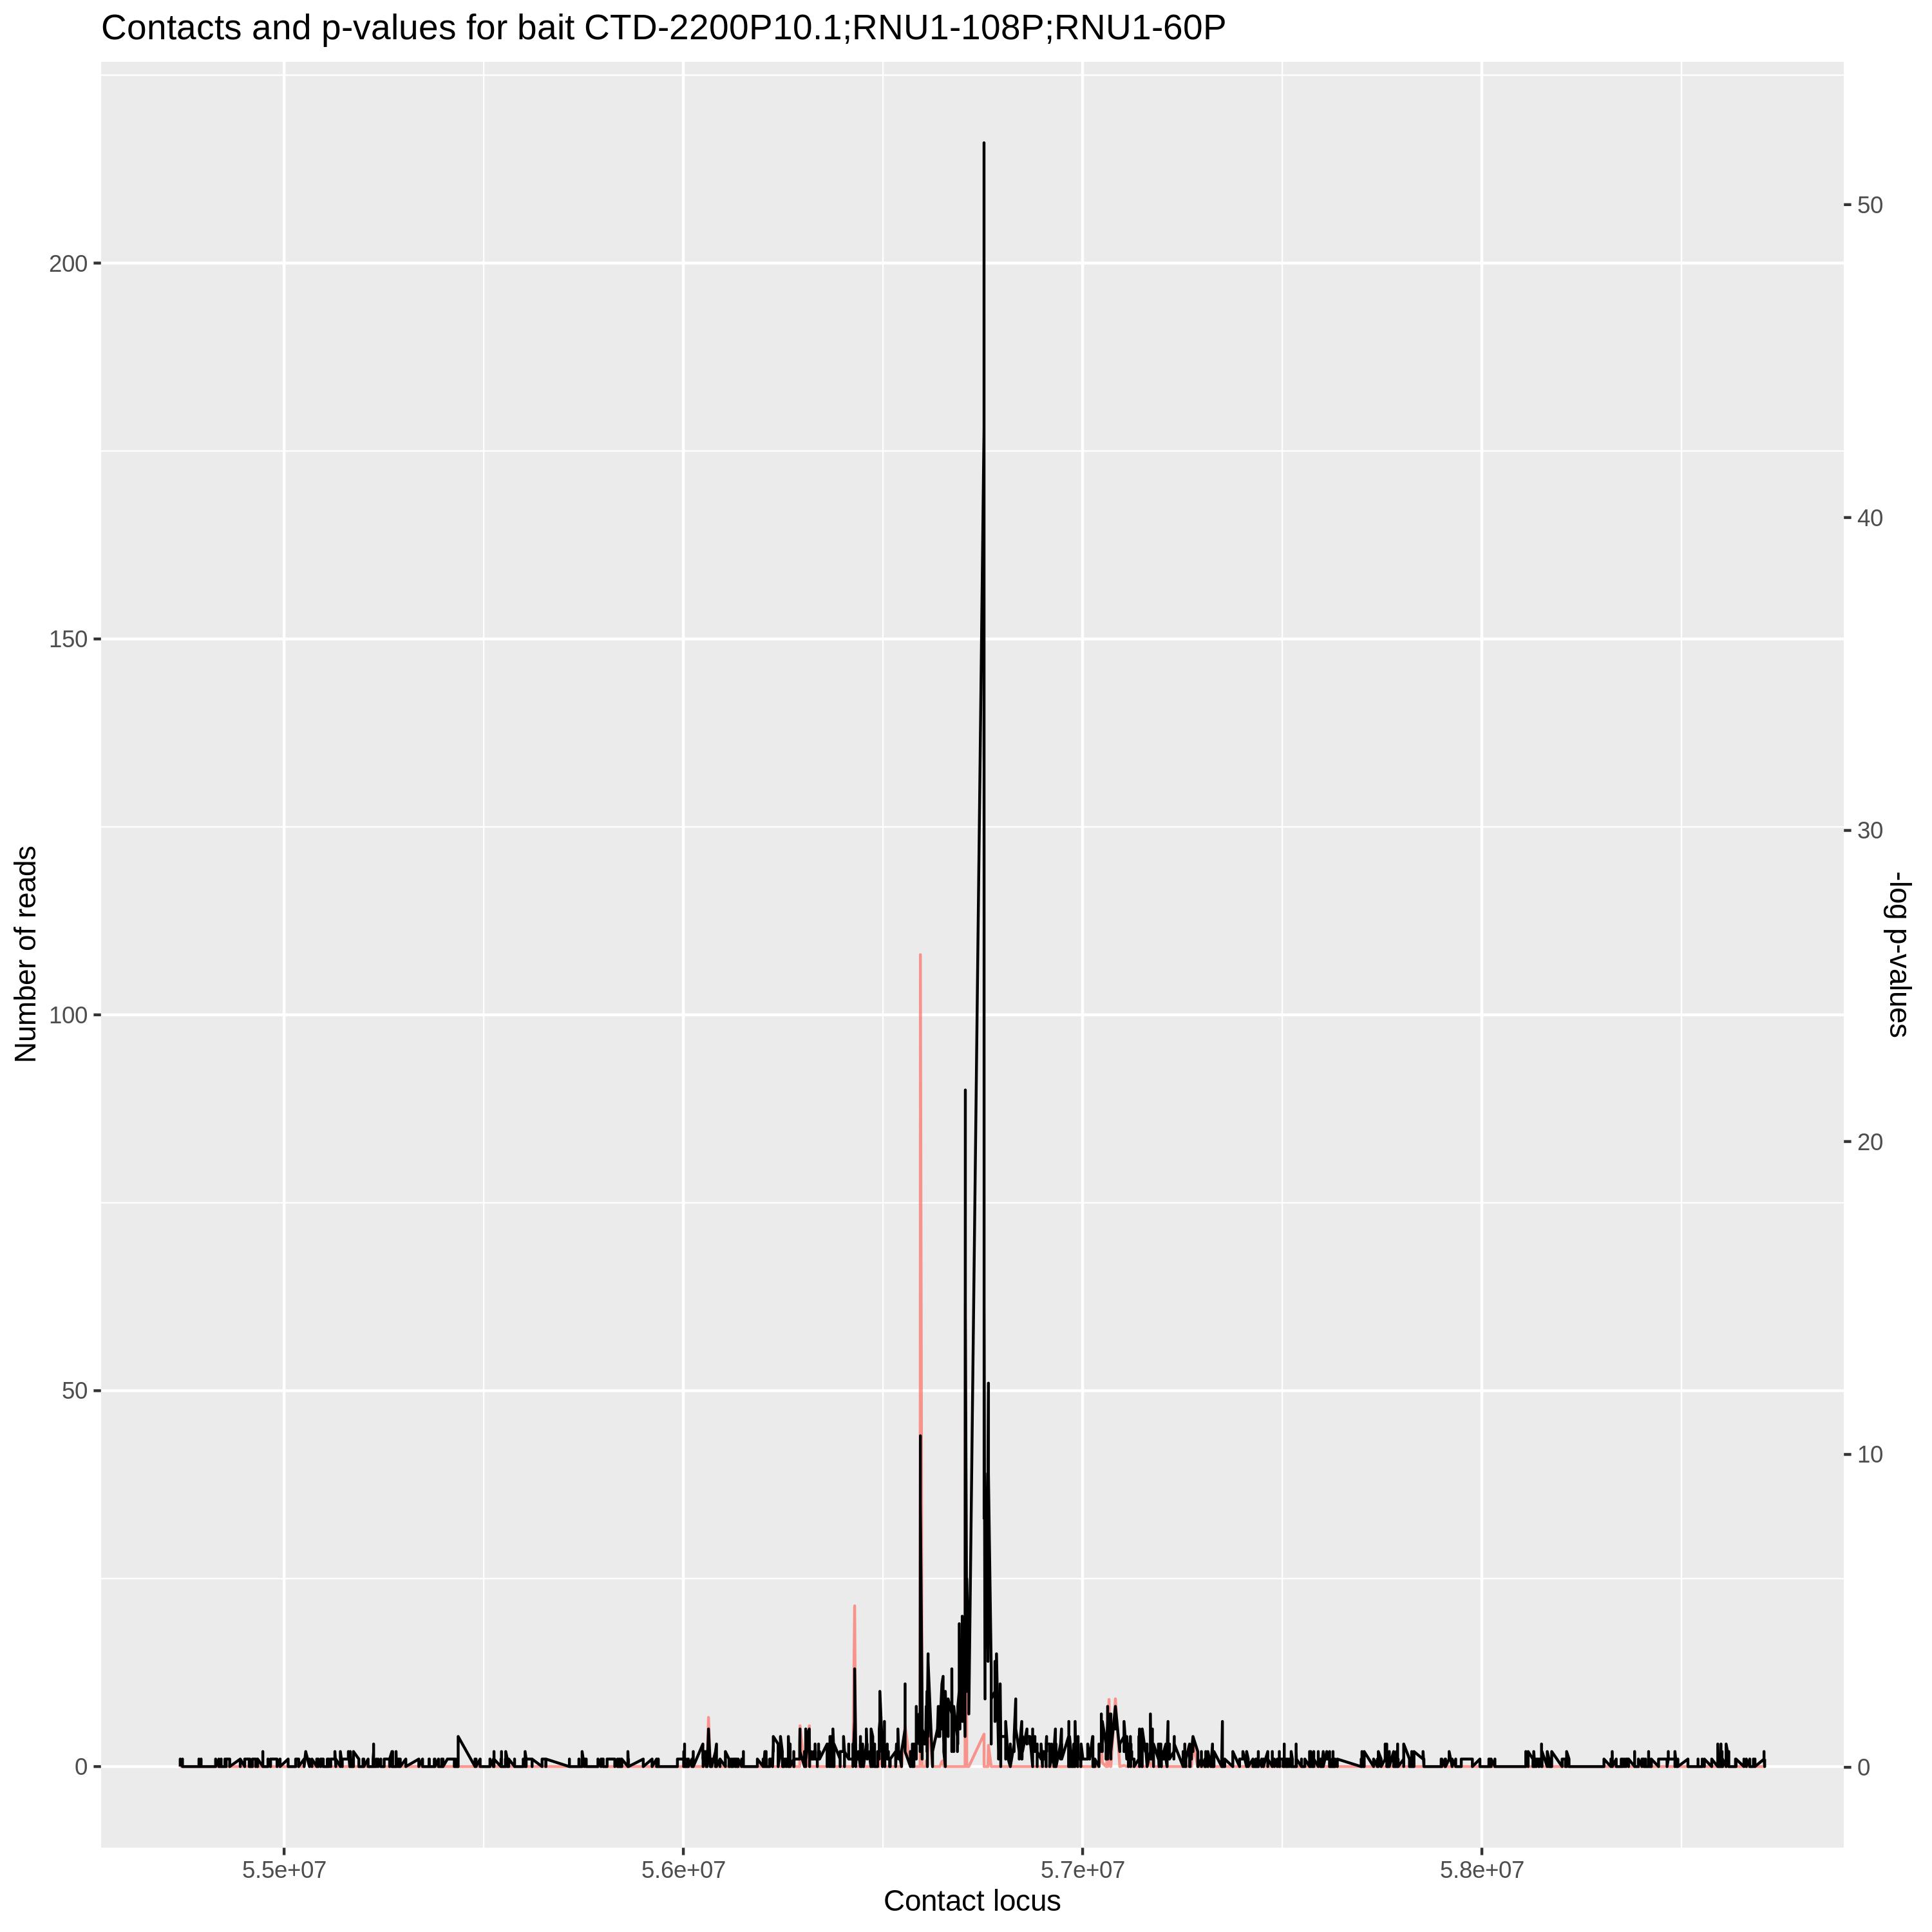 Contacts and p-values for bait CTD-2200P10.1;RNU1-108P;RNU1-60P
Number of reads
200
150
100
50
0
50
40
30
20
10
0
-log p-values
5.5e+07 5.6e+07 5.7e+07 5.8e+07
Contact locus